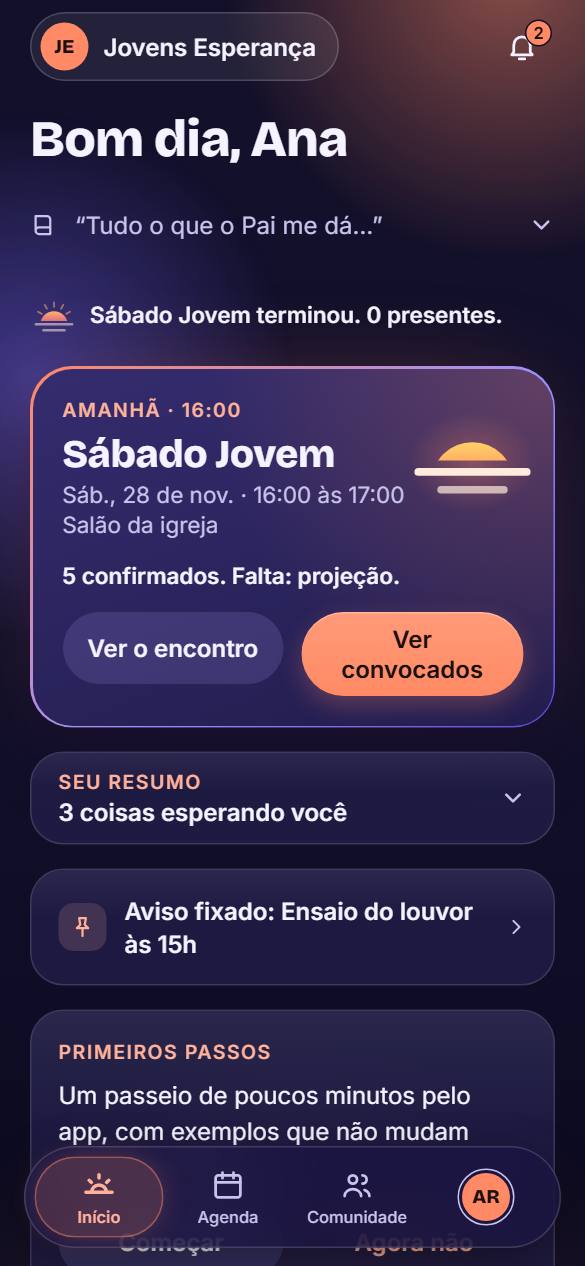 JE
Jovens Esperança
2
Bom dia, Ana
“Tudo o que o Pai me dá...”
Sábado Jovem terminou. 0 presentes.
AMANHÃ · 16:00
Sábado Jovem
Sáb., 28 de nov. · 16:00 às 17:00
Salão da igreja
5 confirmados. Falta: projeção.
Ver o encontro
Ver
convocados
SEU RESUMO
3 coisas esperando você
Aviso fixado: Ensaio do louvor
às 15h
PRIMEIROS PASSOS
Um passeio de poucos minutos pelo
app, com exemplos que não mudam
Início
Agenda
Comunidade
AR
Começar
Agora não